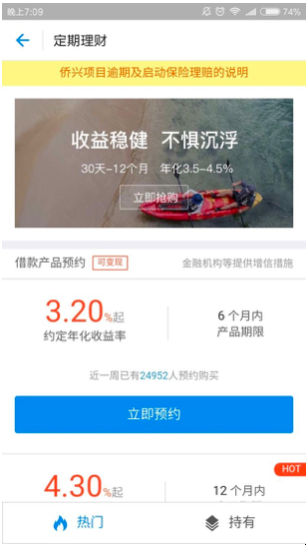 晚上7:09
74%
定期理财
侨兴项目逾期及启动保险理赔的说明
收益稳健 不惧沉浮
30天-12个月 年化3.5-4.5%
立即抢购
借款产品预约 可变现 金融机构等提供增信措施
3.20%起
约定年化收益率
6 个月内
产品期限
近一周已有24952人预约购买
立即预约
HOT
4.30%起
12 个月内
热门
持有